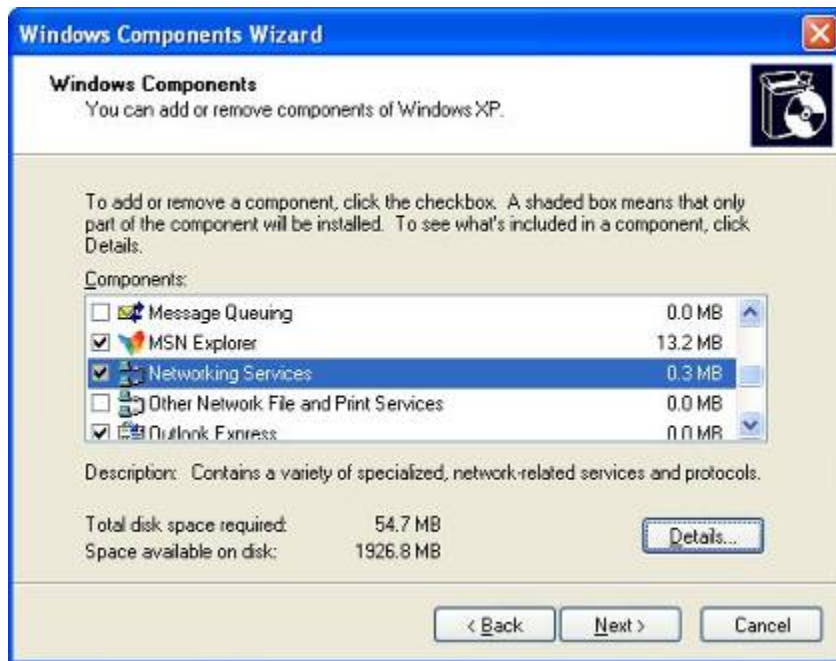 Windows Components Wizard
Windows Components
You can add or remove components of Windows XP.
To add or remove a component, click the checkbox. A shaded box means that only
part of the component will be installed. To see what's included in a component, click
Details.
Components:
Message Queuing 0.0 MB
MSN Explorer 13.2 MB
Networking Services 0.3 MB
Other Network File and Print Services 0.0 MB
Outlook Express 0.0 MB
Description: Contains a variety of specialized, network-related services and protocols.
Total disk space required: 54.7 MB
Space available on disk: 1926.8 MB
Details...
< Back Next > Cancel